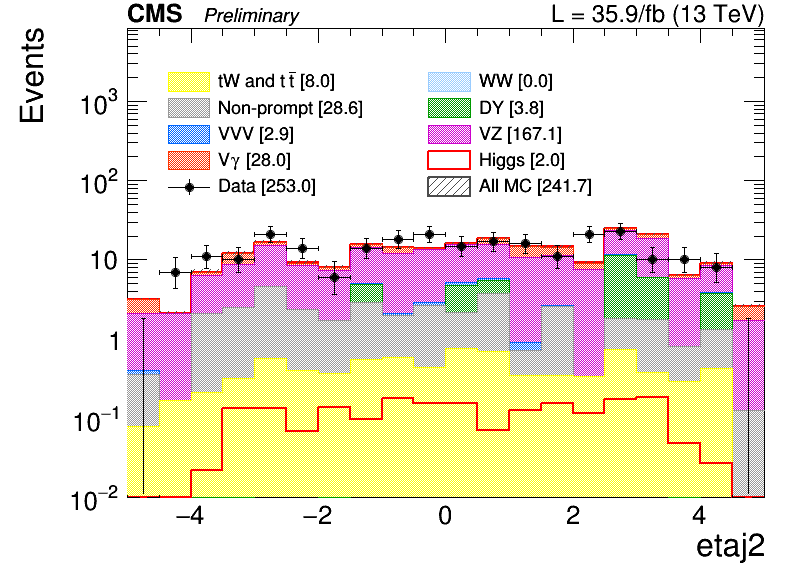 CMS Preliminary L = 35.9/fb (13 TeV)
Events
tW and t t̅ [8.0] WW [0.0]
Non-prompt [28.6] DY [3.8]
VVV [2.9] VZ [167.1]
Vγ [28.0] Higgs [2.0]
Data [253.0] All MC [241.7]
10³
10²
10
1
10⁻¹
10⁻²
−4 −2 0 2 4
etaj2